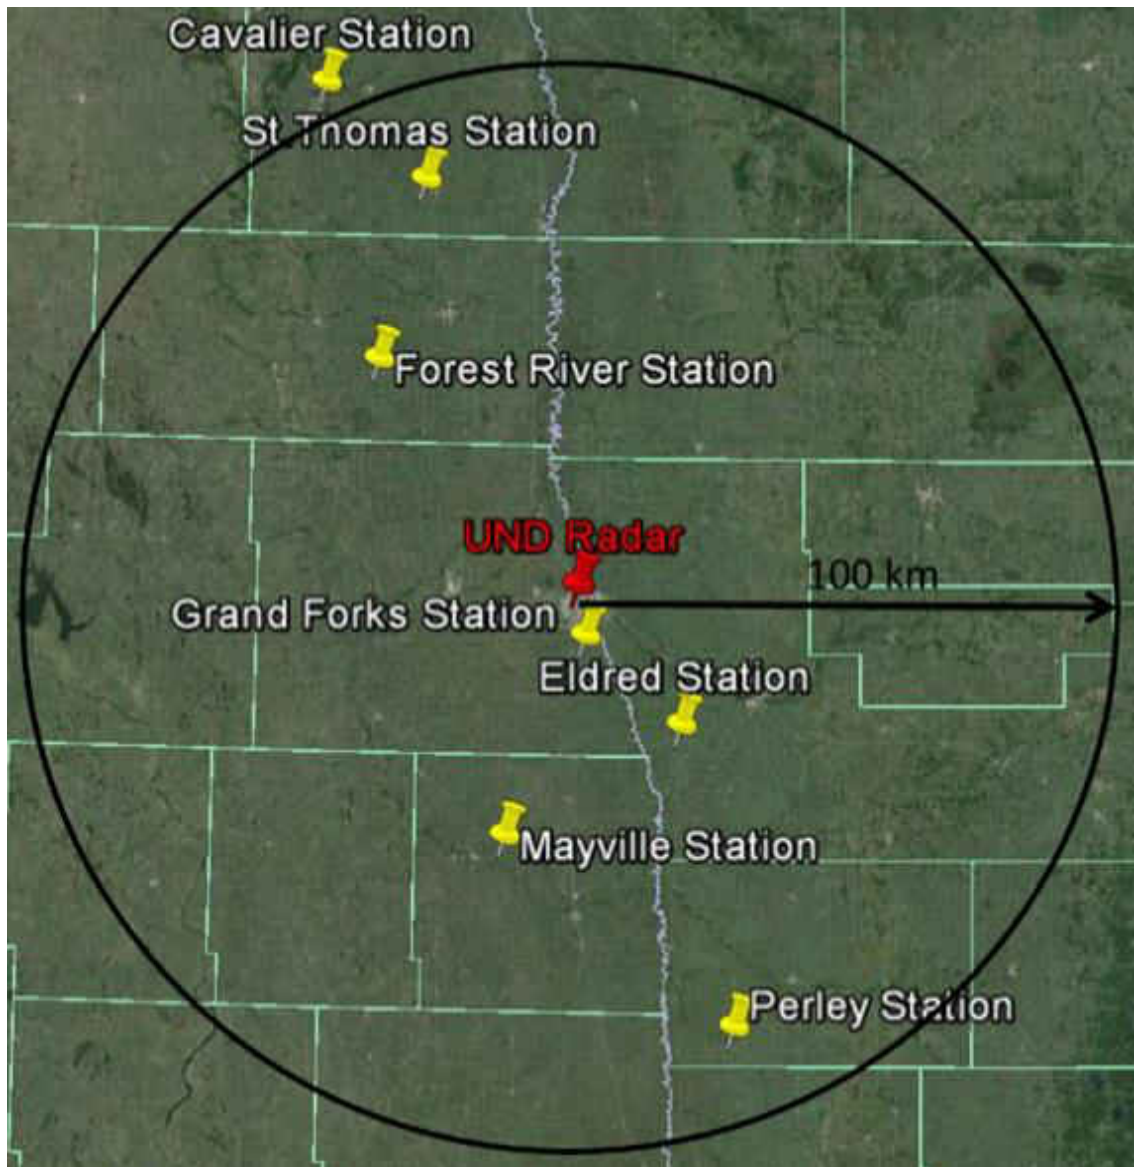 Cavalier Station
St Thomas Station
Forest River Station
UND Radar
100 km
Grand Forks Station
Eldred Station
Mayville Station
Perley Station